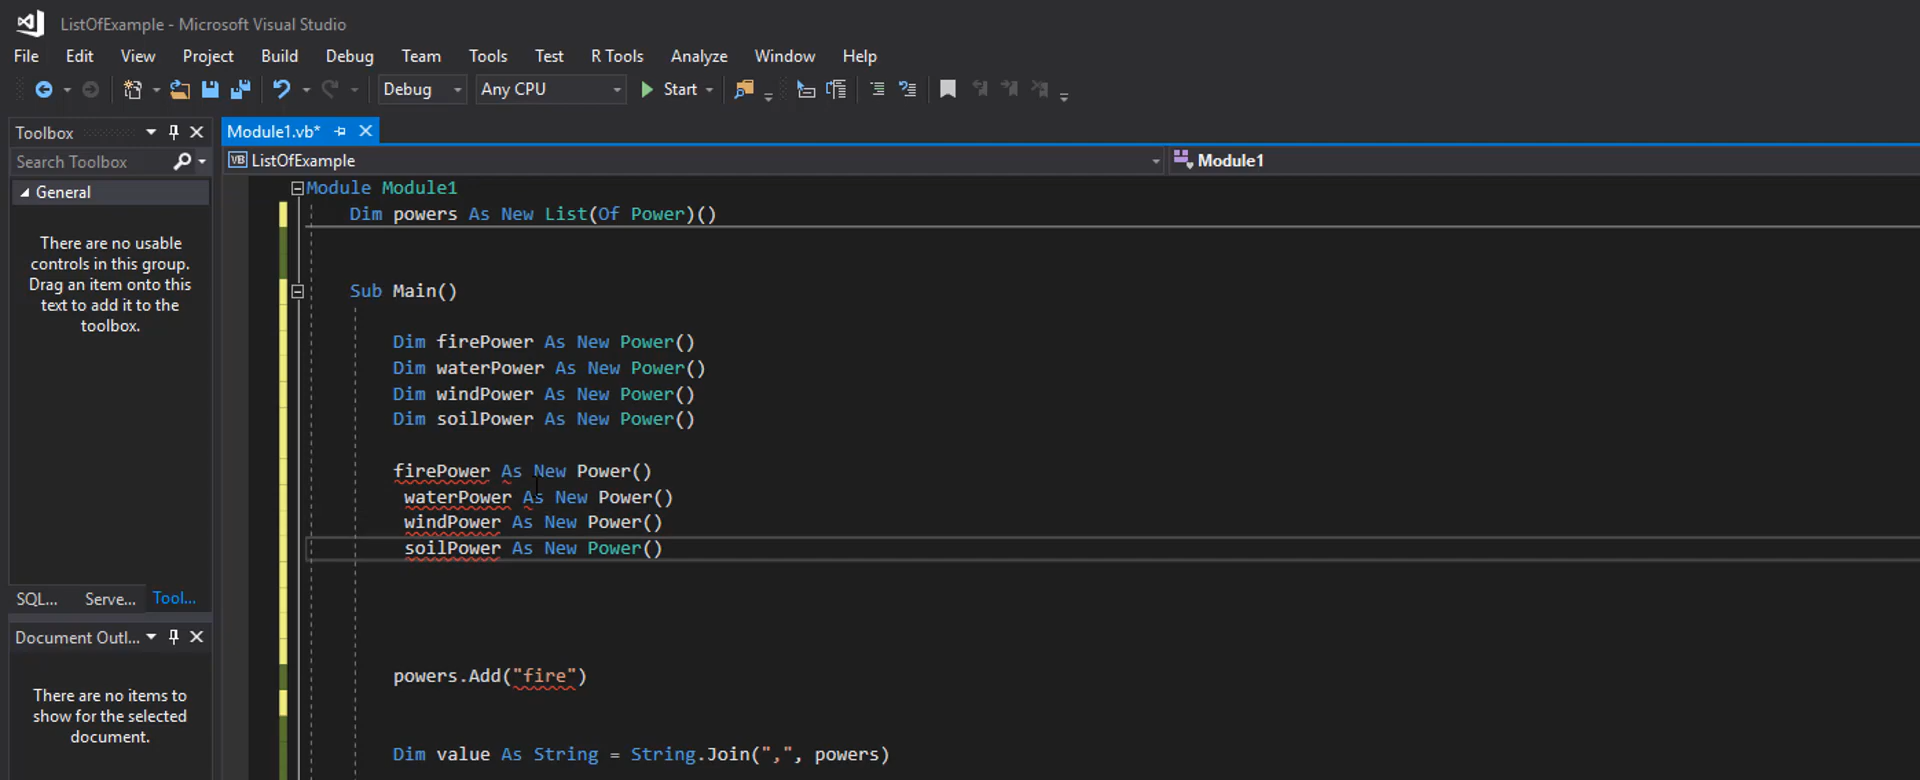 ListOfExample - Microsoft Visual Studio
File Edit View Project Build Debug Team Tools Test R Tools Analyze Window Help
Debug Any CPU Start
Toolbox
Search Toolbox
General
There are no usable
controls in this group.
Drag an item onto this
text to add it to the
toolbox.
SQL... Serve... Tool...
Document Outl...
There are no items to
show for the selected
document.
Module1.vb*
VB ListOfExample
Module1
Module Module1
Dim powers As New List(Of Power)()
Sub Main()
Dim firePower As New Power()
Dim waterPower As New Power()
Dim windPower As New Power()
Dim soilPower As New Power()
firePower As New Power()
waterPower As New Power()
windPower As New Power()
soilPower As New Power()
powers.Add("fire")
Dim value As String = String.Join(",", powers)